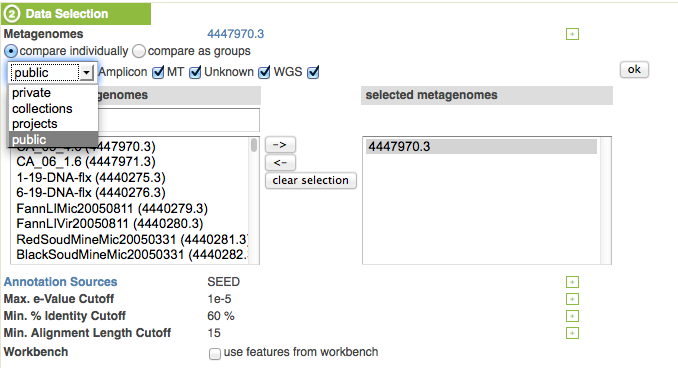 2 Data Selection
Metagenomes 4447970.3 +
compare individually compare as groups
public Amplicon MT Unknown WGS ok
private
collections
projects
public
genomes
selected metagenomes
(4447970.3)
CA_06_1.6 (4447971.3)
1-19-DNA-flx (4440275.3)
6-19-DNA-flx (4440276.3)
FannLIMic20050811 (4440279.3)
FannLIVir20050811 (4440280.3)
RedSoudMineMic20050331 (4440281.3
BlackSoudMineMic20050331 (4440282.
->
<-
clear selection
4447970.3
Annotation Sources SEED +
Max. e-Value Cutoff 1e-5 +
Min. % Identity Cutoff 60 % +
Min. Alignment Length Cutoff 15 +
Workbench use features from workbench